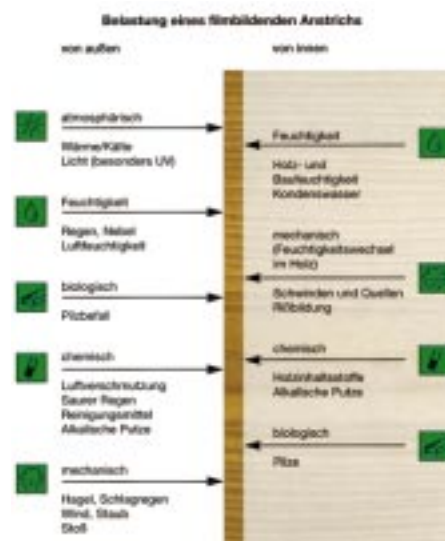 Belastung eines filmbildenden Anstrichs
von außen
atmosphärisch
Wärme/Kälte
Licht (besonders UV)
Feuchtigkeit
Regen, Nebel
Luftfeuchtigkeit
biologisch
Pilzbefall
chemisch
Luftverschmutzung
Saurer Regen
Reinigungsmittel
Alkalische Putze
mechanisch
Hagel, Schlagregen
Wind, Staub
Stoß
von innen
Feuchtigkeit
Holz- und
Baufeuchtigkeit
Kondenswasser
mechanisch
(Feuchtigkeitswechsel
im Holz)
Schwinden und Quellen
Rißbildung
chemisch
Holzinhaltsstoffe
Alkalische Putze
biologisch
Pilze